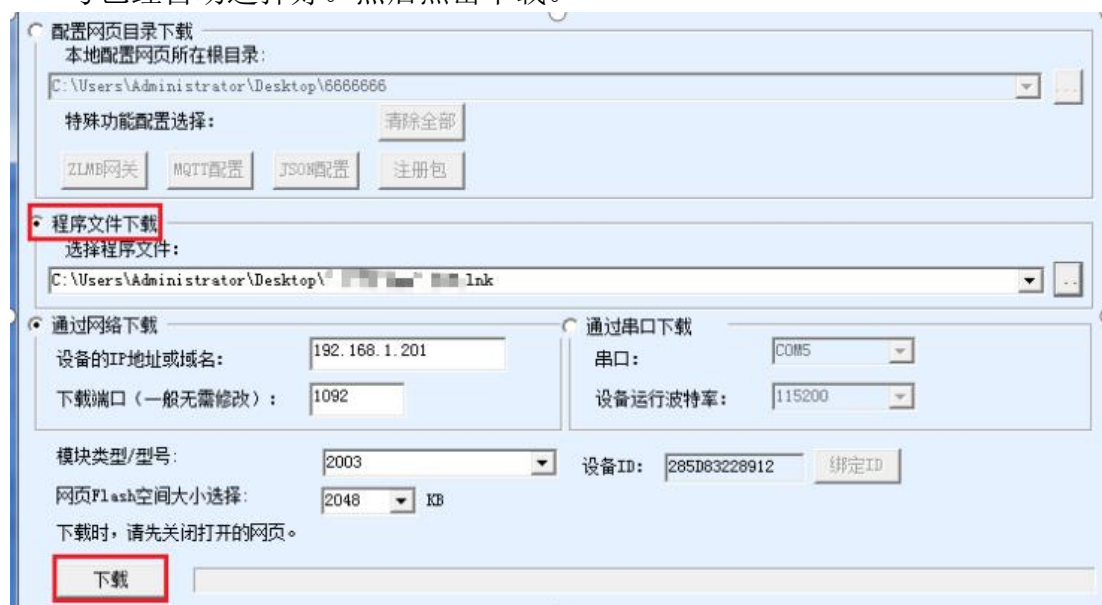 配置网页目录下载
本地配置网页所在根目录:
C:\Users\Administrator\Desktop\6666666
...
特殊功能配置选择:
清除全部
ZLMB网关 MQTT配置 JSON配置 注册包
程序文件下载
选择程序文件:
C:\Users\Administrator\Desktop\ lnk
..
通过网络下载
设备的IP地址或域名: 192.168.1.201
下载端口（一般无需修改）: 1092
通过串口下载
串口: COM5
设备运行波特率: 115200
模块类型/型号: 2003
设备ID: 285D83228912 绑定ID
网页Flash空间大小选择: 2048 KB
下载时，请先关闭打开的网页。
下载